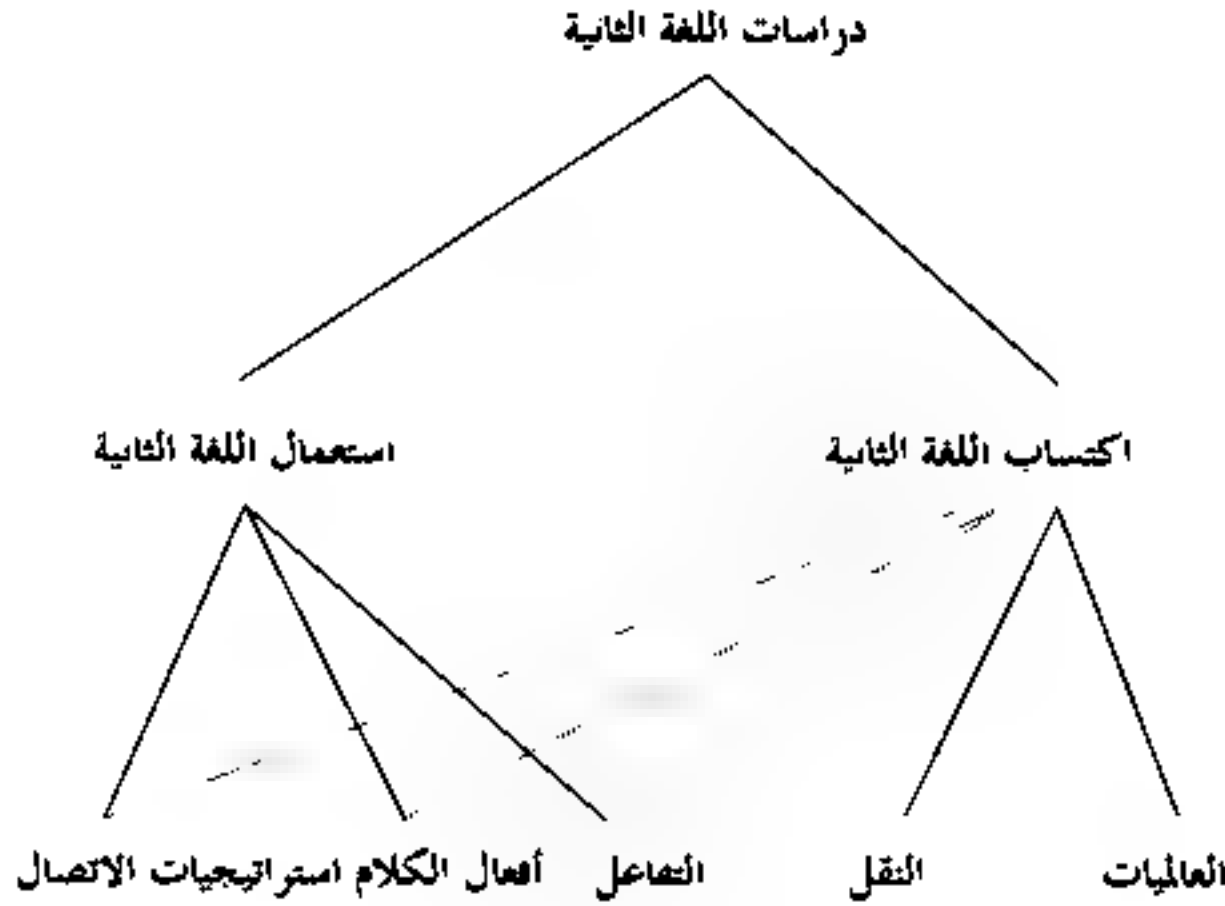 دراسات اللغة الثانية
اكتساب اللغة الثانية استعمال اللغة الثانية
العالميات النقل التفاعل أفعال الكلام استراتيجيات الاتصال